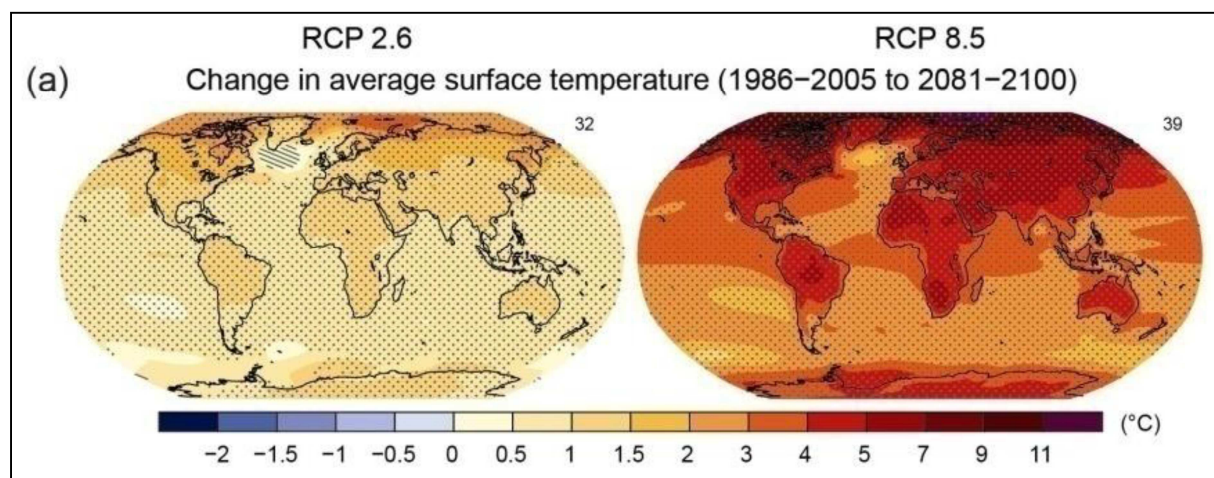 RCP 2.6 RCP 8.5
(a) Change in average surface temperature (1986−2005 to 2081−2100)
32 39
(°C)
−2 −1.5 −1 −0.5 0 0.5 1 1.5 2 3 4 5 7 9 11